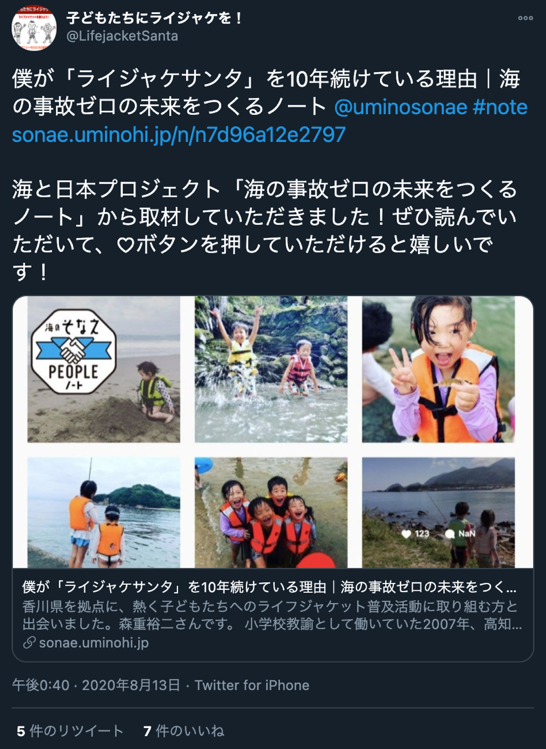 子どもたちにライジャケを！
@LifejacketSanta
僕が「ライジャケサンタ」を10年続けている理由｜海
の事故ゼロの未来をつくるノート @uminosonae #note
sonae.uminohi.jp/n/n7d96a12e2797
海と日本プロジェクト「海の事故ゼロの未来をつくる
ノート」から取材していただきました！ぜひ読んでい
ただいて、♡ボタンを押していただけると嬉しいで
す！
海のそなえ
PEOPLE
ノート
123
NaN
僕が「ライジャケサンタ」を10年続けている理由｜海の事故ゼロの未来をつく...
香川県を拠点に、熱く子どもたちへのライフジャケット普及活動に取り組む方と
出会いました。森重裕二さんです。 小学校教諭として働いていた2007年、高知...
sonae.uminohi.jp
午後0:40 · 2020年8月13日 · Twitter for iPhone
5 件のリツイート 7 件のいいね